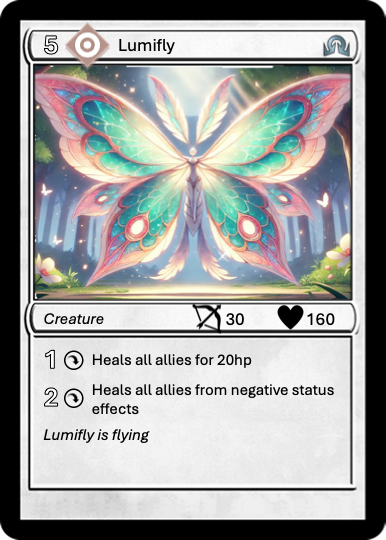 5 Lumifly
Creature 30 160
1 Heals all allies for 20hp
2 Heals all allies from negative status
effects
Lumifly is flying